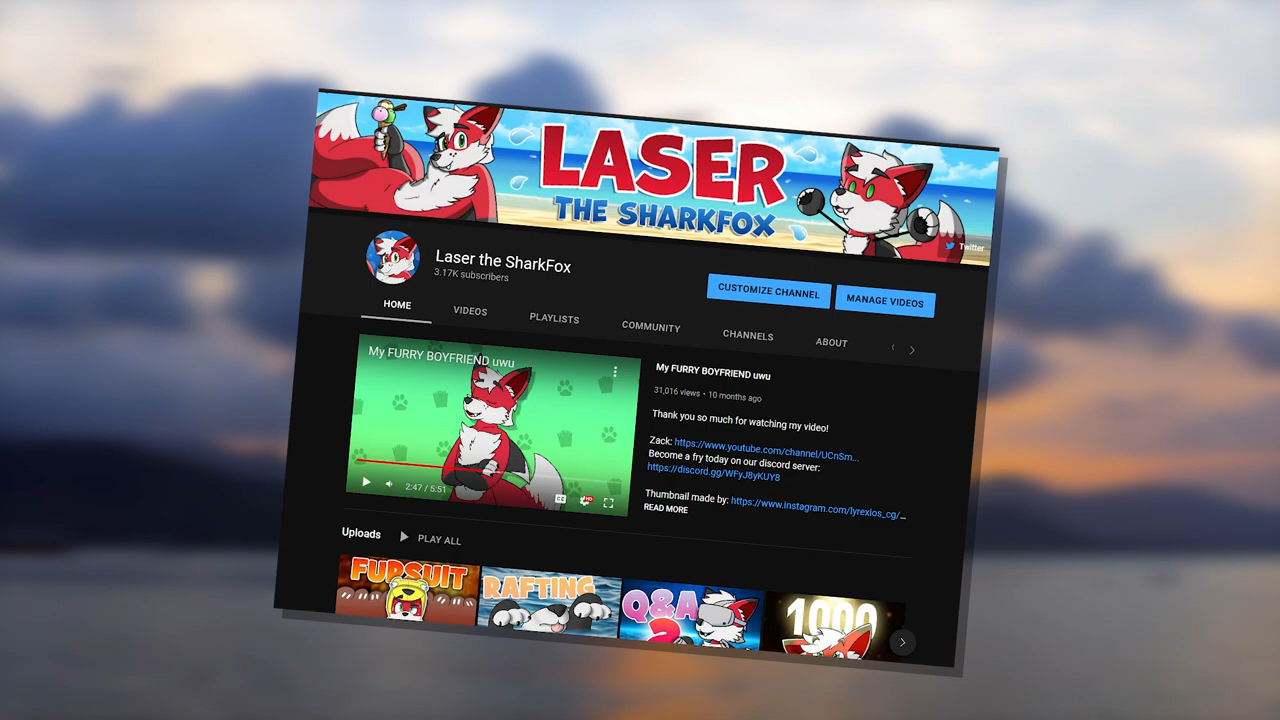 LASER
THE SHARKFOX
Twitter
Laser the SharkFox
3.17K subscribers
CUSTOMIZE CHANNEL
MANAGE VIDEOS
HOME
VIDEOS
PLAYLISTS
COMMUNITY
CHANNELS
ABOUT
My FURRY BOYFRIEND uwu
2:47 / 5:51
CC
HD
My FURRY BOYFRIEND uwu
31,016 views • 10 months ago
Thank you so much for watching my video!
Zack: https://www.youtube.com/channel/UCnSm...
Become a fry today on our discord server:
https://discord.gg/WFyJ8yKUY8
Thumbnail made by: https://www.instagram.com/lyrexios_cg/...
READ MORE
Uploads
PLAY ALL
FURSUIT
RAFTING
Q&A
2
1000